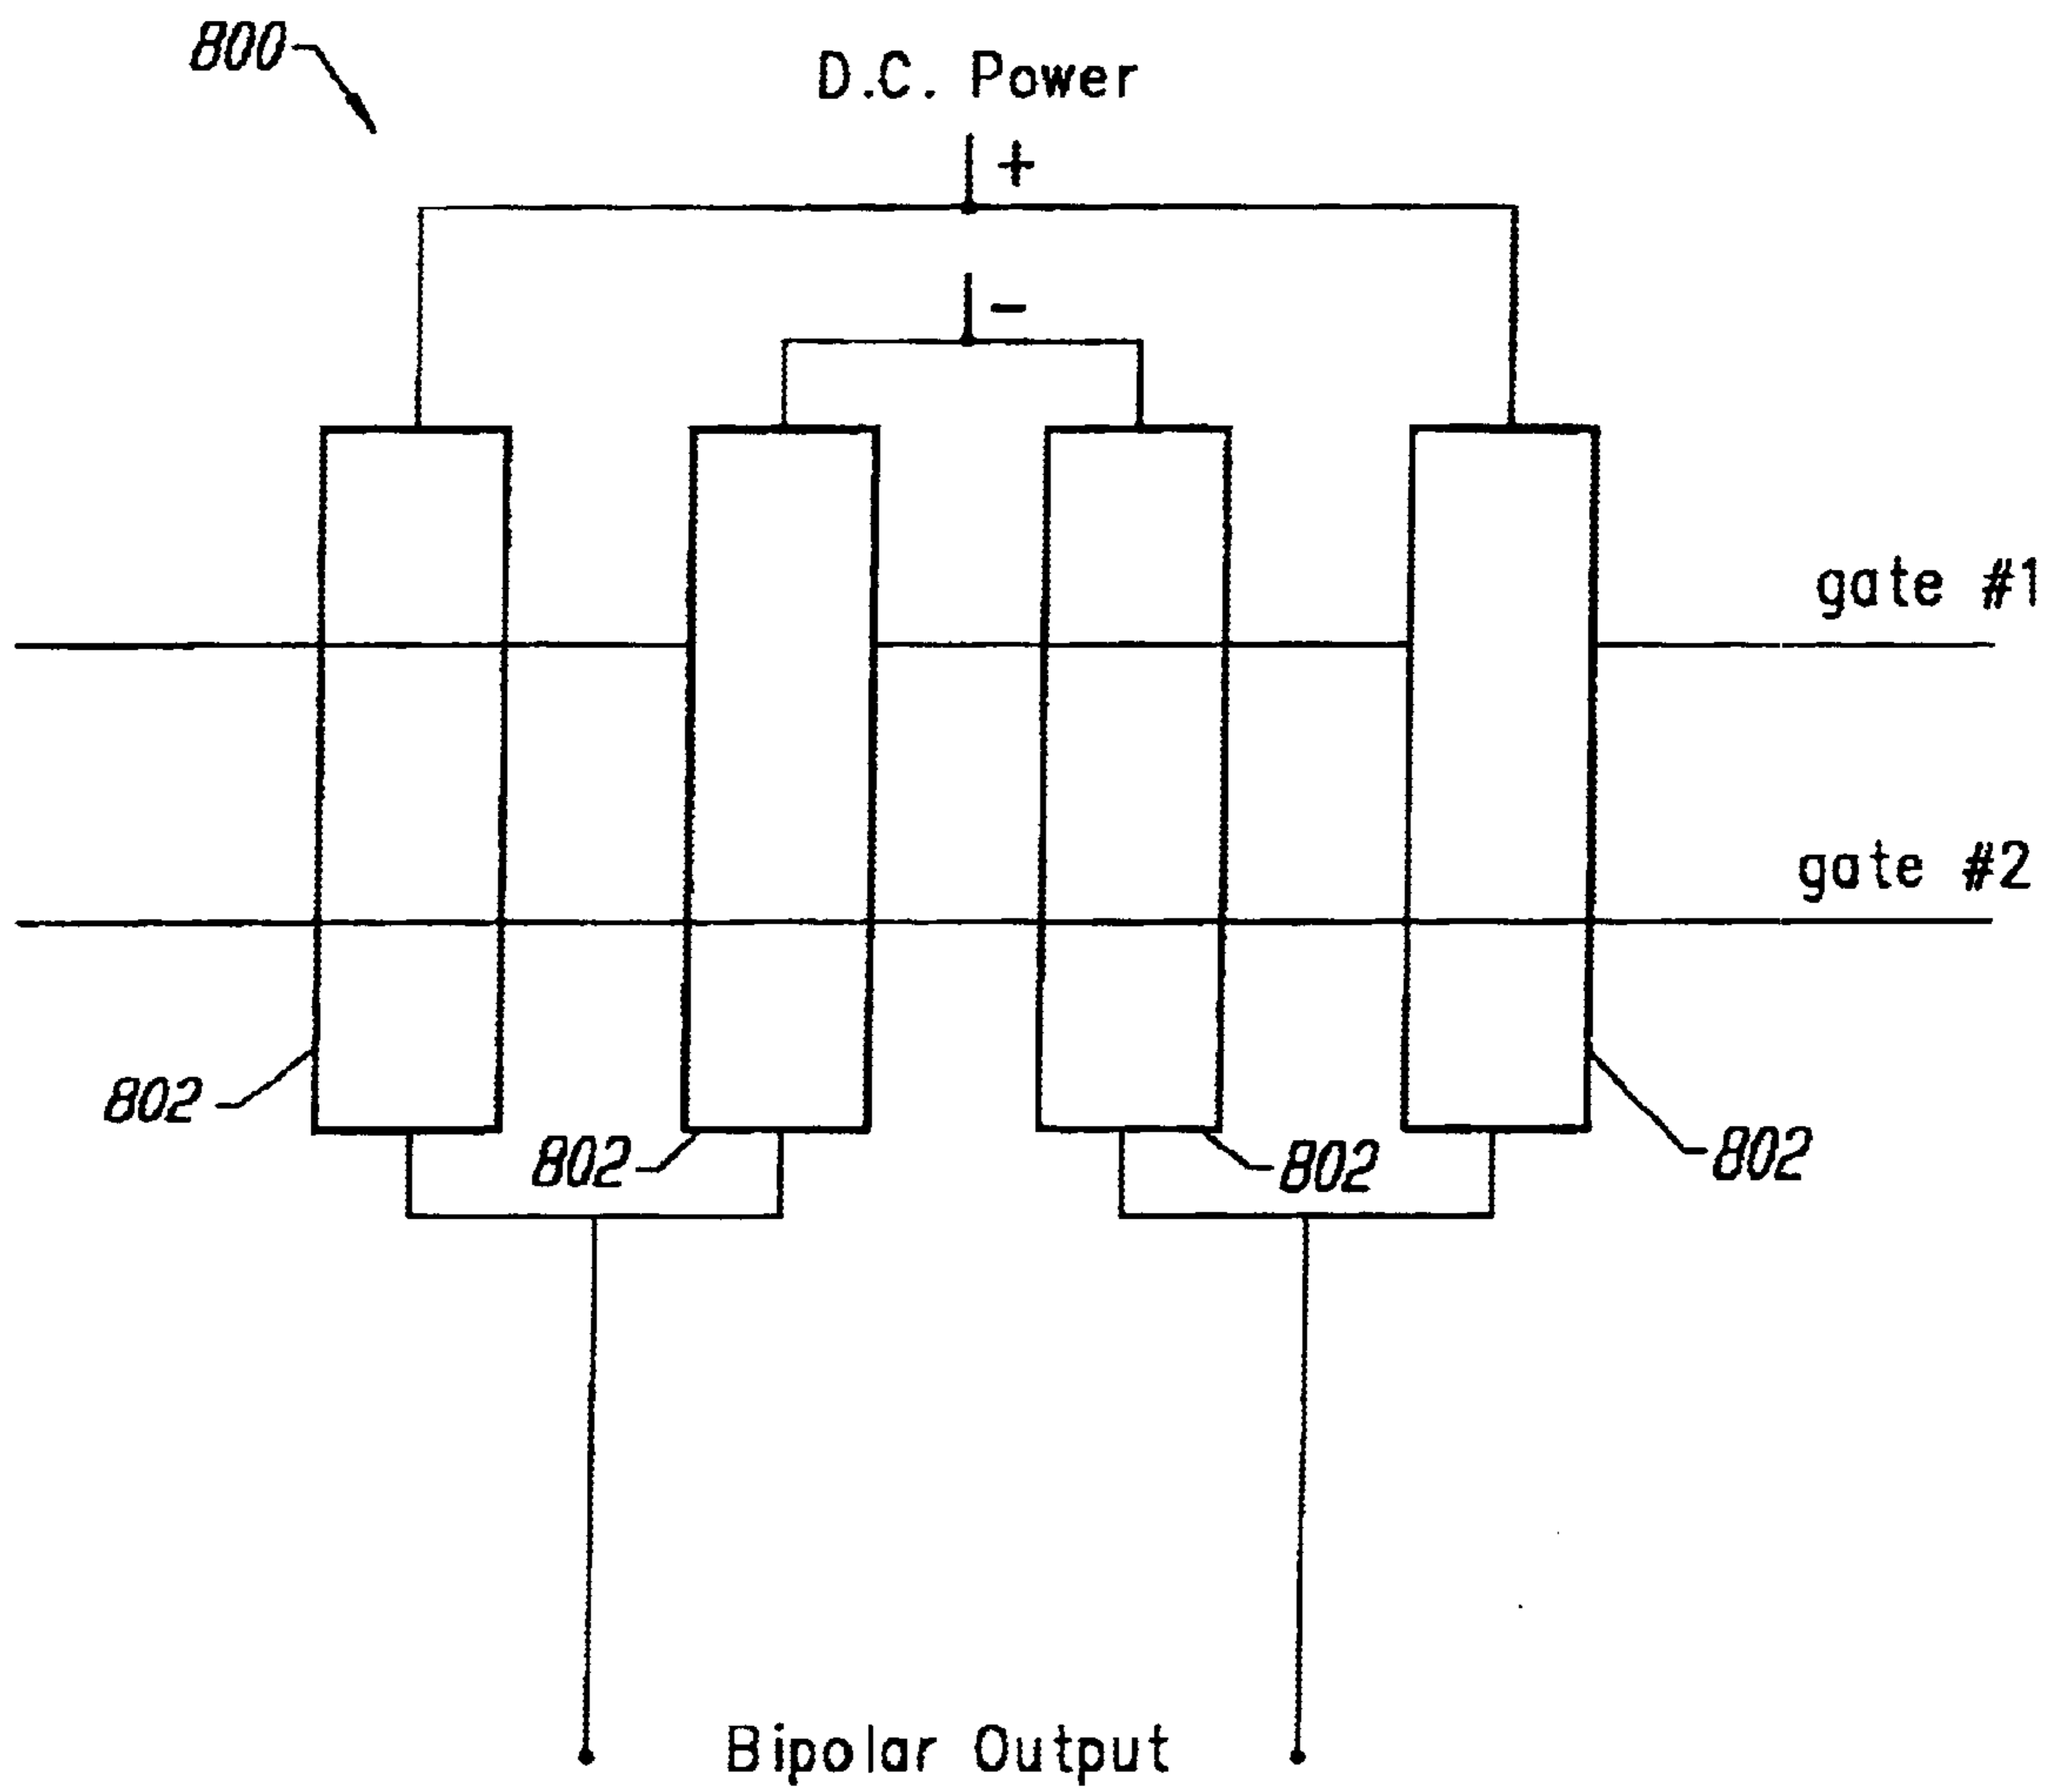 800
D.C. Power
+
-
gate #1
gate #2
802
802
802
802
Bipolar Output